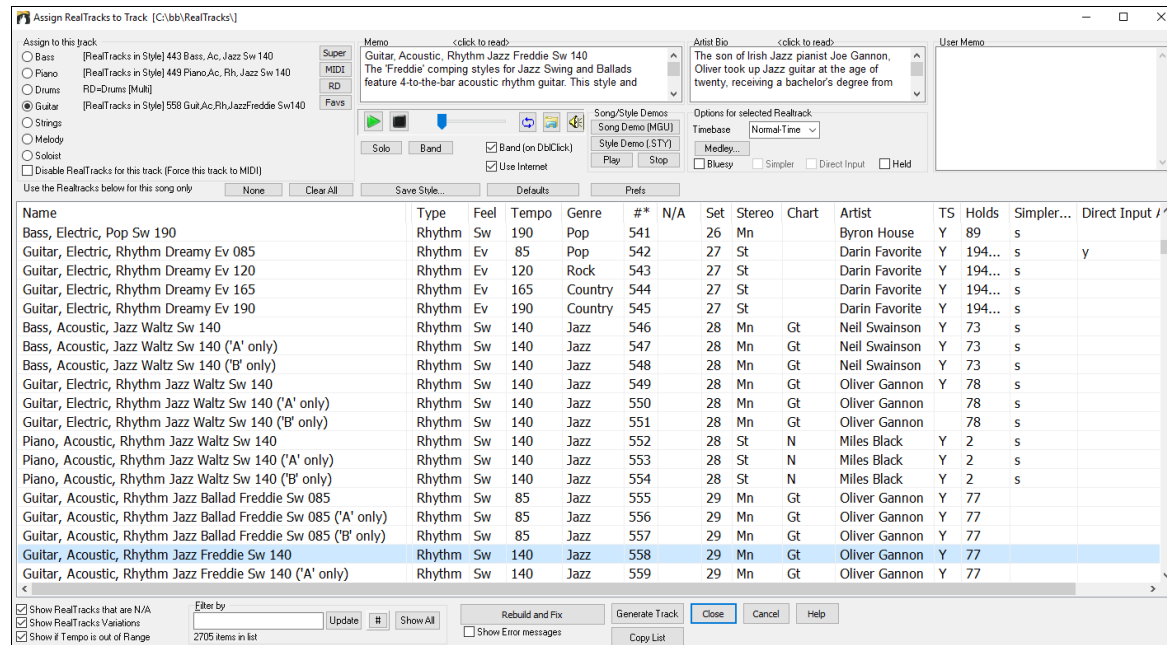 Assign RealTracks to Track [C:\bb\RealTracks\]
Assign to this track
Bass [RealTracks in Style] 443 Bass, Ac, Jazz Sw 140
Piano [RealTracks in Style] 449 Piano,Ac, Rh, Jazz Sw 140
Drums RD=Drums [Multi]
Guitar [RealTracks in Style] 558 Guit,Ac,Rh,JazzFreddie Sw140
Strings
Melody
Soloist
Disable RealTracks for this track (Force this track to MIDI)
Super
MIDI
RD
Favs
Memo <click to read>
Guitar, Acoustic, Rhythm Jazz Freddie Sw 140
The 'Freddie' comping styles for Jazz Swing and Ballads
feature 4-to-the-bar acoustic rhythm guitar. This style and
Solo Band
Band (on DblClick)
Use Internet
Song/Style Demos
Song Demo (MGU)
Style Demo (.STY)
Play Stop
Artist Bio <click to read>
The son of Irish Jazz pianist Joe Gannon,
Oliver took up Jazz guitar at the age of
twenty, receiving a bachelor's degree from
Options for selected Realtrack
Timebase Normal-Time
Medley...
Bluesy Simpler Direct Input Held
User Memo
Use the Realtracks below for this song only None Clear All Save Style... Defaults Prefs
Name Type Feel Tempo Genre #* N/A Set Stereo Chart Artist TS Holds Simpler... Direct Input
Bass, Electric, Pop Sw 190 Rhythm Sw 190 Pop 541 26 Mn Byron House Y 89 s
Guitar, Electric, Rhythm Dreamy Ev 085 Rhythm Ev 85 Pop 542 27 St Darin Favorite Y 194... s y
Guitar, Electric, Rhythm Dreamy Ev 120 Rhythm Ev 120 Rock 543 27 St Darin Favorite Y 194... s
Guitar, Electric, Rhythm Dreamy Ev 165 Rhythm Ev 165 Country 544 27 St Darin Favorite Y 194... s
Guitar, Electric, Rhythm Dreamy Ev 190 Rhythm Ev 190 Country 545 27 St Darin Favorite Y 194... s
Bass, Acoustic, Jazz Waltz Sw 140 Rhythm Sw 140 Jazz 546 28 Mn Gt Neil Swainson Y 73 s
Bass, Acoustic, Jazz Waltz Sw 140 ('A' only) Rhythm Sw 140 Jazz 547 28 Mn Gt Neil Swainson Y 73 s
Bass, Acoustic, Jazz Waltz Sw 140 ('B' only) Rhythm Sw 140 Jazz 548 28 Mn Gt Neil Swainson Y 73 s
Guitar, Electric, Rhythm Jazz Waltz Sw 140 Rhythm Sw 140 Jazz 549 28 Mn Gt Oliver Gannon Y 78 s
Guitar, Electric, Rhythm Jazz Waltz Sw 140 ('A' only) Rhythm Sw 140 Jazz 550 28 Mn Gt Oliver Gannon 78 s
Guitar, Electric, Rhythm Jazz Waltz Sw 140 ('B' only) Rhythm Sw 140 Jazz 551 28 Mn Gt Oliver Gannon 78 s
Piano, Acoustic, Rhythm Jazz Waltz Sw 140 Rhythm Sw 140 Jazz 552 28 St N Miles Black Y 2 s
Piano, Acoustic, Rhythm Jazz Waltz Sw 140 ('A' only) Rhythm Sw 140 Jazz 553 28 St N Miles Black Y 2 s
Piano, Acoustic, Rhythm Jazz Waltz Sw 140 ('B' only) Rhythm Sw 140 Jazz 554 28 St N Miles Black Y 2 s
Guitar, Acoustic, Rhythm Jazz Ballad Freddie Sw 085 Rhythm Sw 85 Jazz 555 29 Mn Gt Oliver Gannon Y 77
Guitar, Acoustic, Rhythm Jazz Ballad Freddie Sw 085 ('A' only) Rhythm Sw 85 Jazz 556 29 Mn Gt Oliver Gannon Y 77
Guitar, Acoustic, Rhythm Jazz Ballad Freddie Sw 085 ('B' only) Rhythm Sw 85 Jazz 557 29 Mn Gt Oliver Gannon Y 77
Guitar, Acoustic, Rhythm Jazz Freddie Sw 140 Rhythm Sw 140 Jazz 558 29 Mn Gt Oliver Gannon Y 77
Guitar, Acoustic, Rhythm Jazz Freddie Sw 140 ('A' only) Rhythm Sw 140 Jazz 559 29 Mn Gt Oliver Gannon Y 77
Show RealTracks that are N/A
Show RealTracks Variations
Show if Tempo is out of Range
Filter by
Update # Show All
2705 items in list
Rebuild and Fix
Show Error messages
Generate Track Close Cancel Help
Copy List